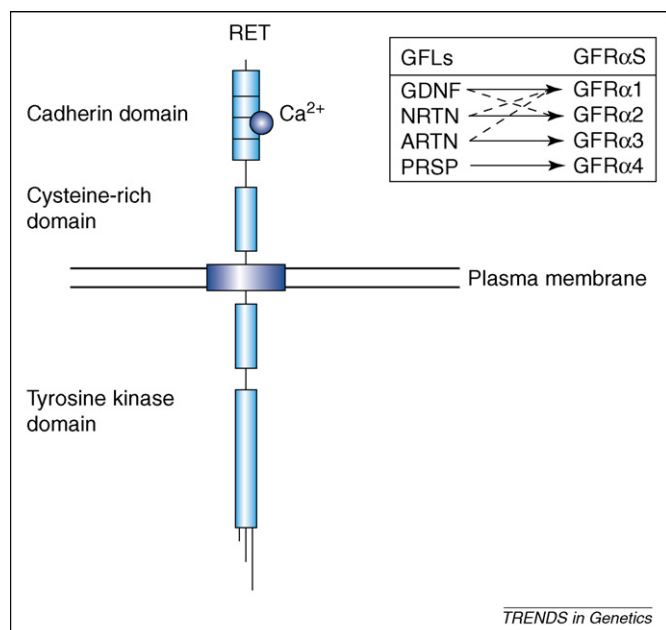 RET
Cadherin domain
Ca2+
Cysteine-rich
domain
Plasma membrane
Tyrosine kinase
domain
GFLs GFRαS
GDNF GFRα1
NRTN GFRα2
ARTN GFRα3
PRSP GFRα4
TRENDS in Genetics